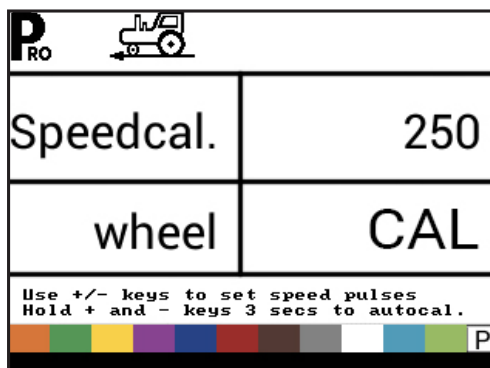 PRO
Speedcal. 250
wheel CAL
Use +/- keys to set speed pulses
Hold + and - keys 3 secs to autocal.
P